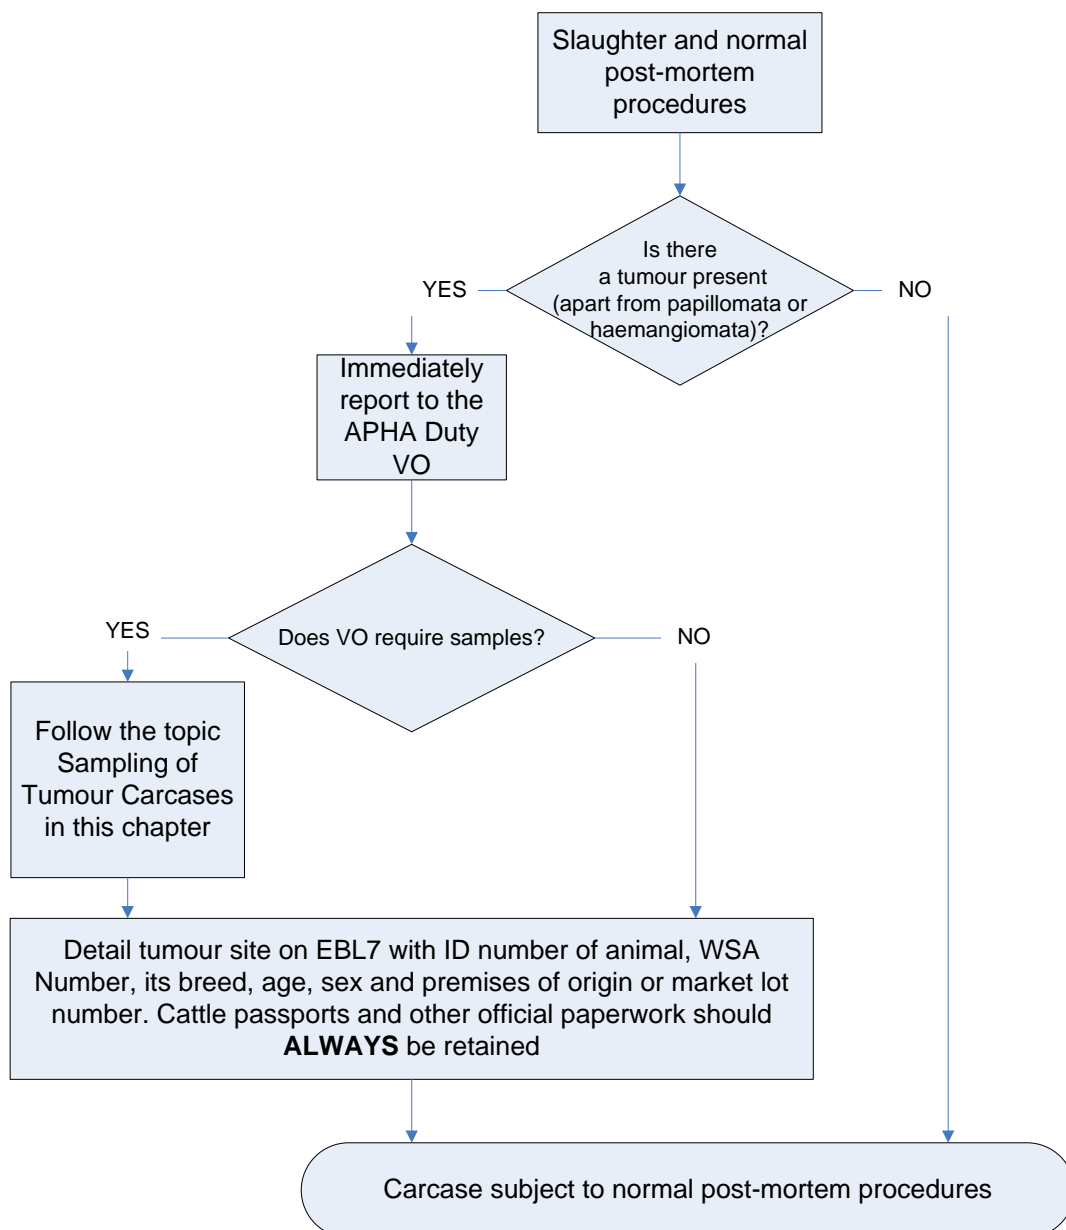 Slaughter and normal
post-mortem
procedures
Is there
a tumour present
(apart from papillomata or
haemangiomata)?
YES
NO
Immediately
report to the
APHA Duty
VO
Does VO require samples?
YES
NO
Follow the topic
Sampling of
Tumour Carcases
in this chapter
Detail tumour site on EBL7 with ID number of animal, WSA
Number, its breed, age, sex and premises of origin or market lot
number. Cattle passports and other official paperwork should
ALWAYS be retained
Carcase subject to normal post-mortem procedures